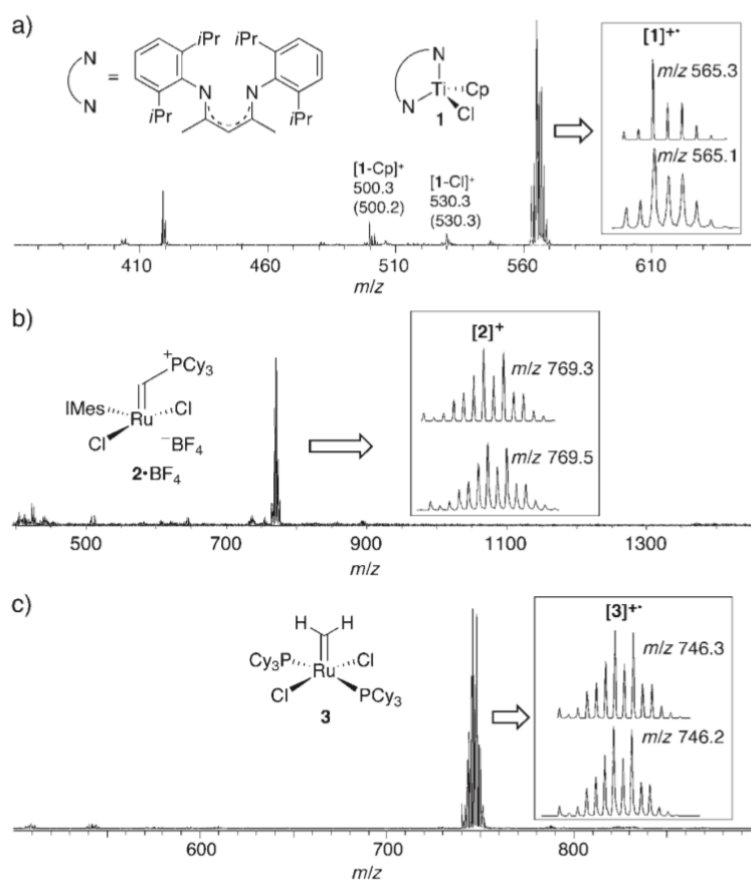 a)
iPr
iPr
N
N
=
N
N
iPr
iPr
N
N
Ti
Cp
Cl
1
[1]+·
m/z 565.3
m/z 565.1
[1-Cp]+
500.3
(500.2)
[1-Cl]+
530.3
(530.3)
410 460 510 560 610
m/z
b)
+
PCy3
IMes
Ru
Cl
Cl
−BF4
2•BF4
[2]+
m/z 769.3
m/z 769.5
500 700 900 1100 1300
m/z
c)
H H
Cy3P
Ru
Cl
Cl
PCy3
3
[3]+·
m/z 746.3
m/z 746.2
600 700 800
m/z